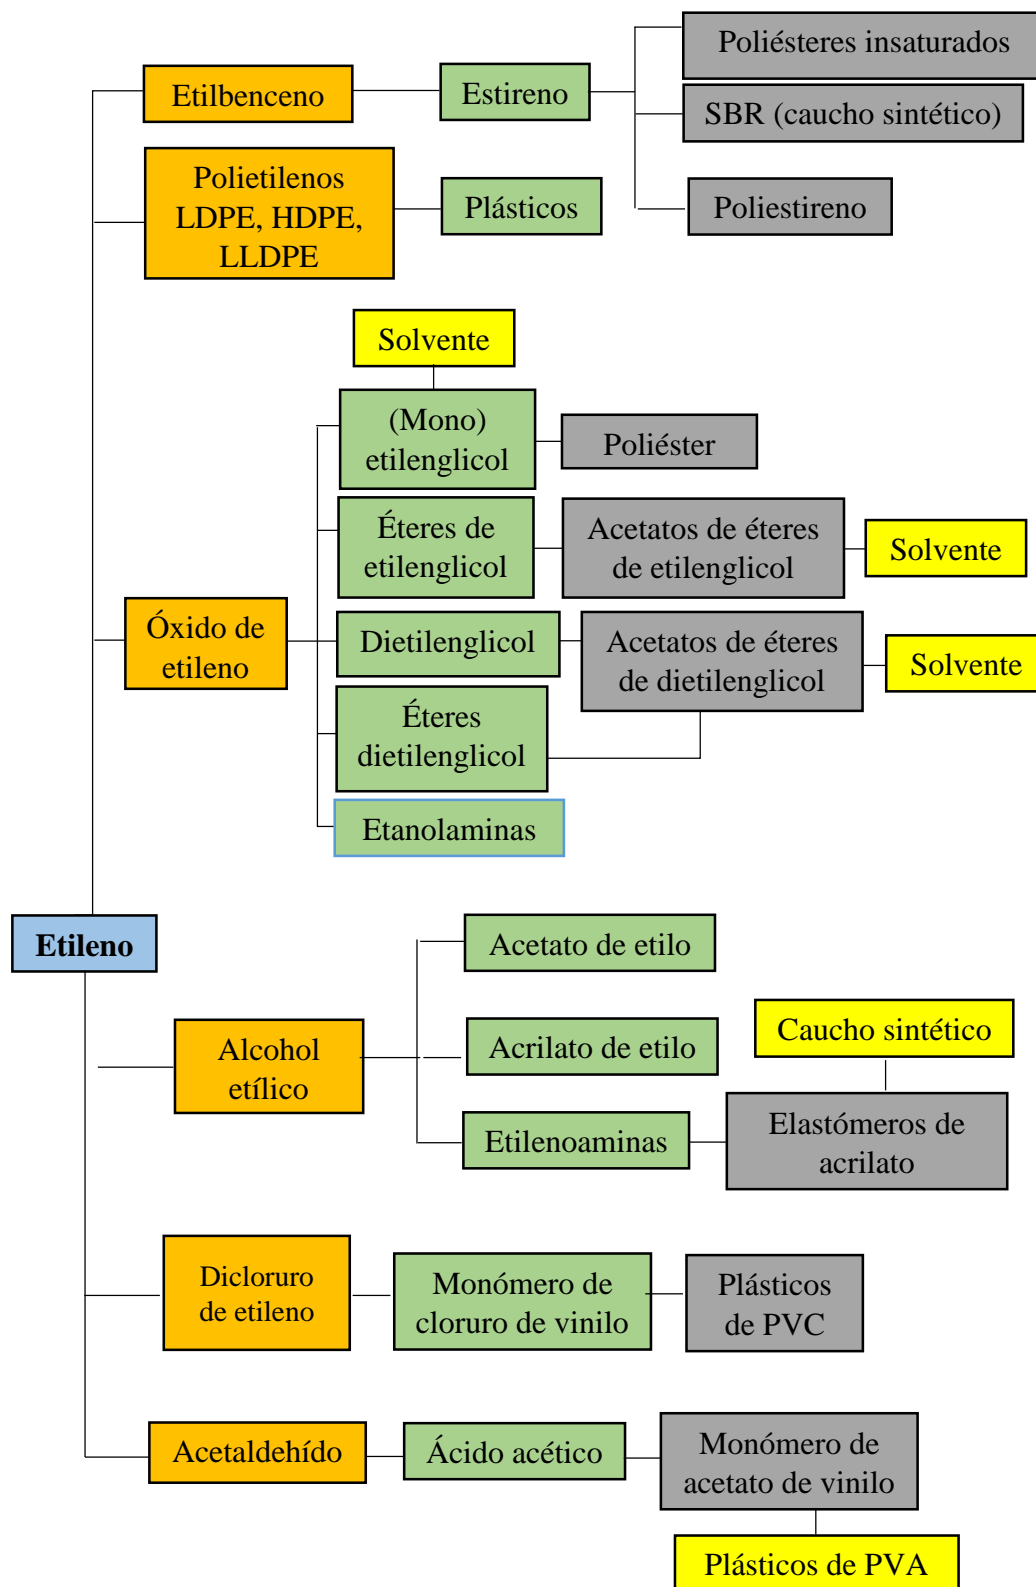 Poliésteres insaturados
Etilbenceno
Estireno
SBR (caucho sintético)
Polietilenos
LDPE, HDPE,
LLDPE
Plásticos
Poliestireno
Solvente
(Mono)
etilenglicol
Poliéster
Éteres de
etilenglicol
Acetatos de éteres
de etilenglicol
Solvente
Óxido de
etileno
Dietilenglicol
Acetatos de éteres
de dietilenglicol
Solvente
Éteres
dietilenglicol
Etanolaminas
Etileno
Acetato de etilo
Alcohol
etílico
Acrilato de etilo
Caucho sintético
Etilenoaminas
Elastómeros de
acrilato
Dicloruro
de etileno
Monómero de
cloruro de vinilo
Plásticos
de PVC
Acetaldehído
Ácido acético
Monómero de
acetato de vinilo
Plásticos de PVA